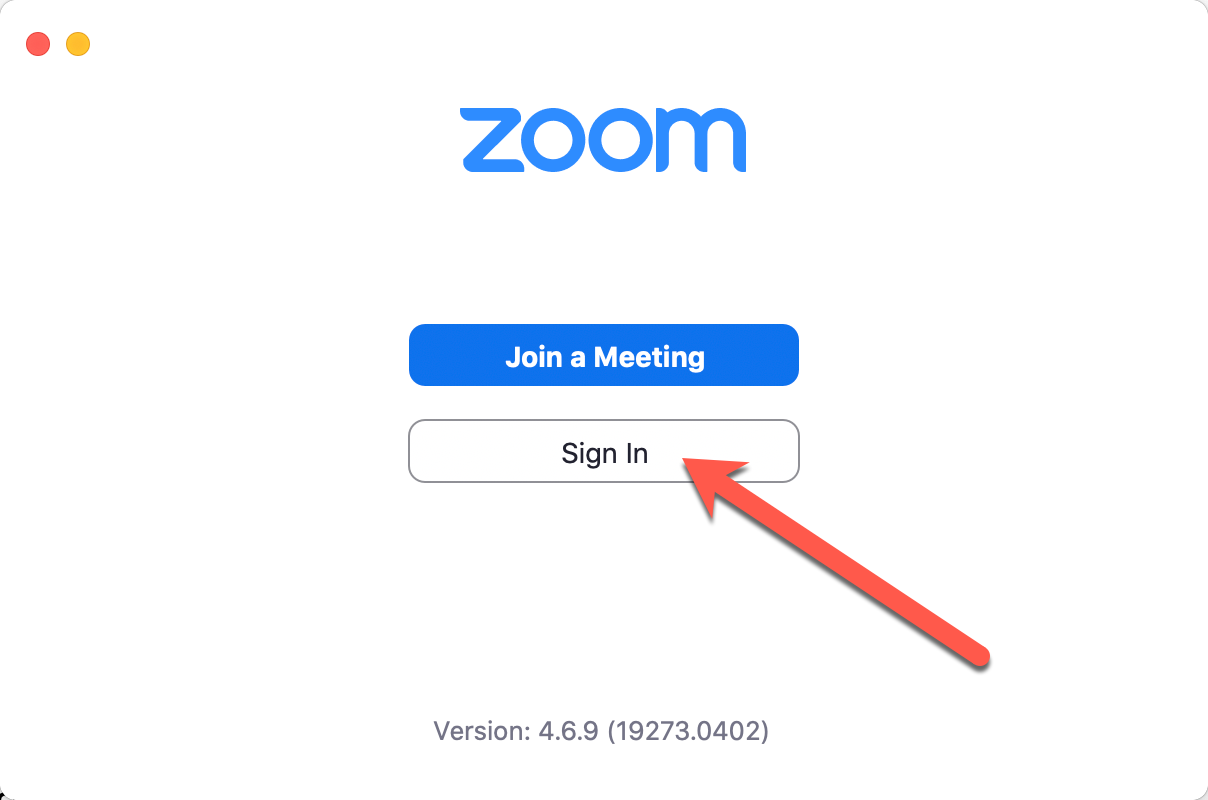 zoom
Join a Meeting
Sign In
Version: 4.6.9 (19273.0402)